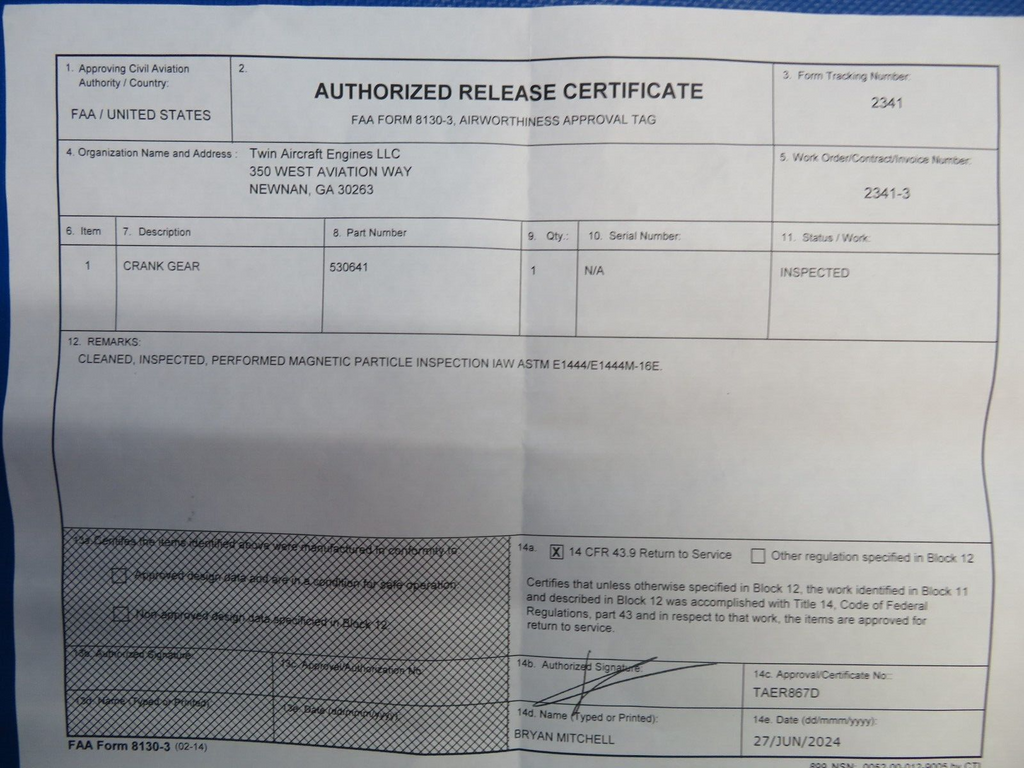 1. Approving Civil Aviation
Authority / Country:
FAA / UNITED STATES
2.
AUTHORIZED RELEASE CERTIFICATE
FAA FORM 8130-3, AIRWORTHINESS APPROVAL TAG
3. Form Tracking Number:
2341
4. Organization Name and Address :
Twin Aircraft Engines LLC
350 WEST AVIATION WAY
NEWNAN, GA 30263
5. Work Order/Contract/Invoice Number:
2341-3
6. Item
7. Description
8. Part Number
9. Qty.:
10. Serial Number:
11. Status / Work:
1
CRANK GEAR
530641
1
N/A
INSPECTED
12. REMARKS:
CLEANED, INSPECTED, PERFORMED MAGNETIC PARTICLE INSPECTION IAW ASTM E1444/E1444M-16E.
13a. Certifies the items identified above were manufactured in conformity to:
Approved design data and are in a condition for safe operation.
Non-approved design data specificied in Block 12.
13b. Authorized Signature:
13c. Approval/Authorization No.:
13d. Name (Typed or Printed):
13e. Date (dd/mmm/yyyy):
14a. X 14 CFR 43.9 Return to Service
Other regulation specified in Block 12
Certifies that unless otherwise specified in Block 12, the work identified in Block 11
and described in Block 12 was accomplished with Title 14, Code of Federal
Regulations, part 43 and in respect to that work, the items are approved for
return to service.
14b. Authorized Signature:
14c. Approval/Certificate No.:
TAER867D
14d. Name (Typed or Printed):
BRYAN MITCHELL
14e. Date (dd/mmm/yyyy):
27/JUN/2024
FAA Form 8130-3 (02-14)